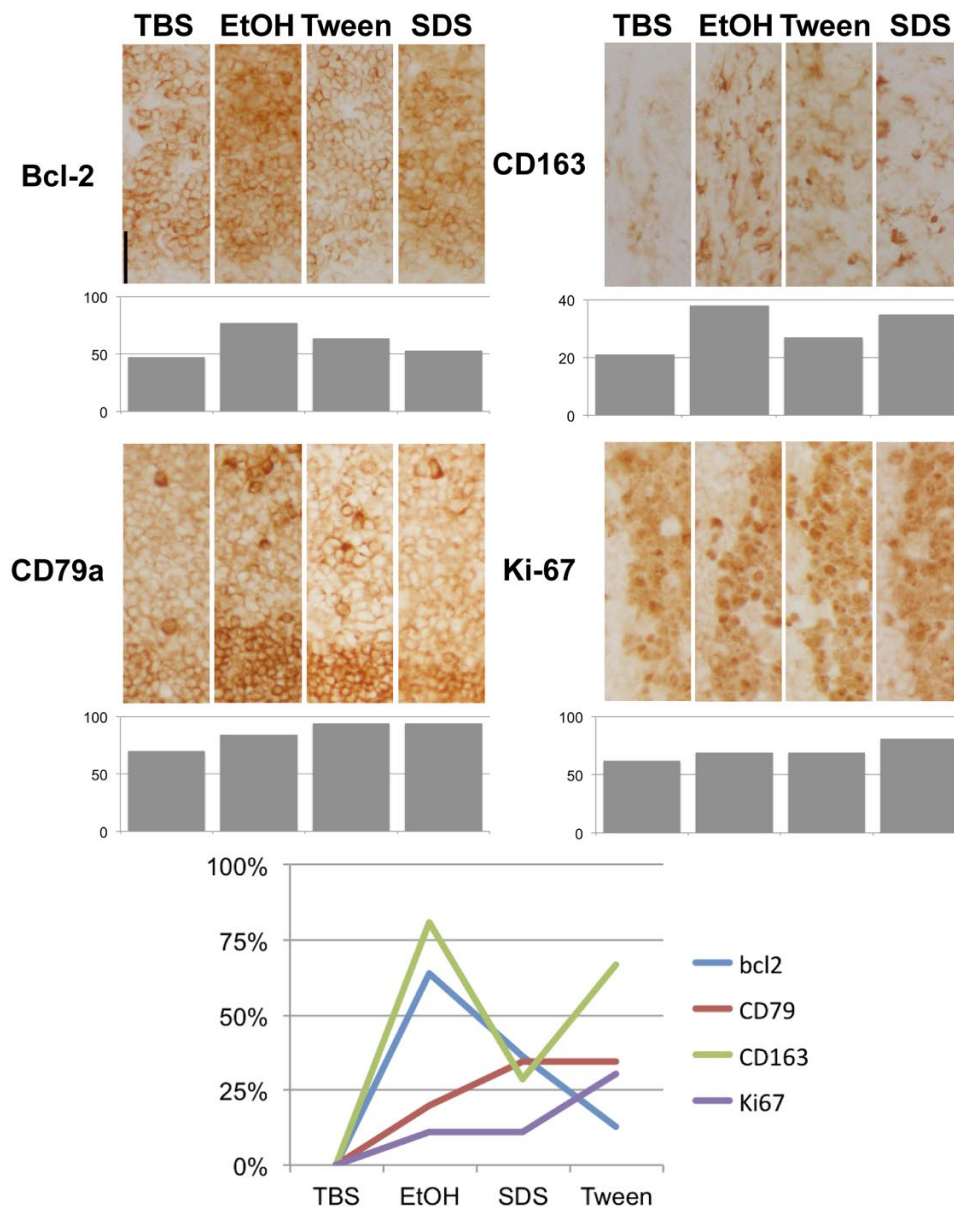 TBS EtOH Tween SDS
TBS EtOH Tween SDS
Bcl-2
CD163
100
50
0
40
20
0
CD79a
Ki-67
100
50
0
100
50
0
100%
75%
50%
25%
0%
TBS EtOH SDS Tween
bcl2
CD79
CD163
Ki67